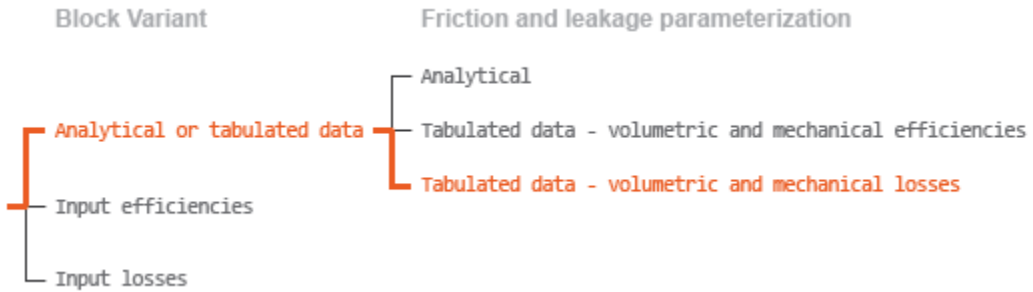 Block Variant
Friction and leakage parameterization
Analytical
Analytical or tabulated data
Tabulated data - volumetric and mechanical efficiencies
Tabulated data - volumetric and mechanical losses
Input efficiencies
Input losses